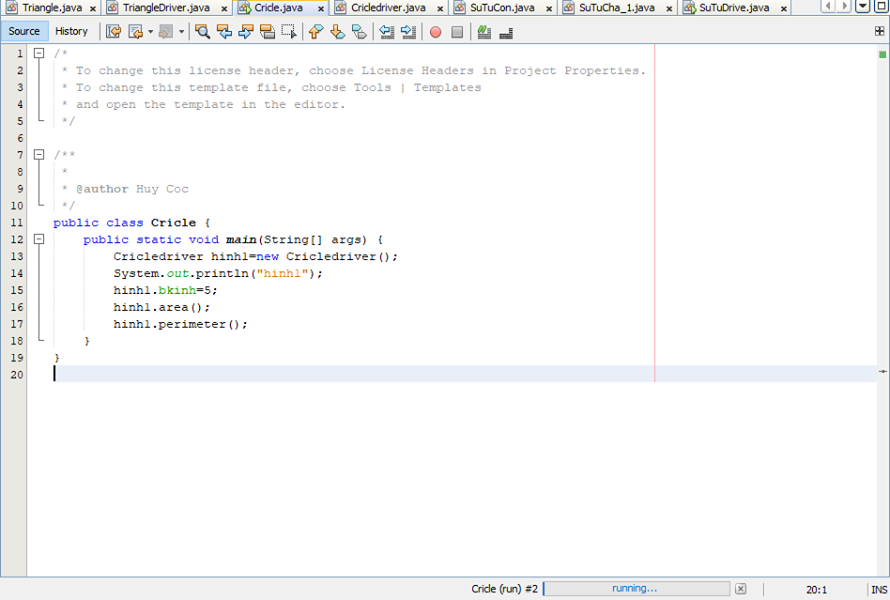 Triangle.java TriangleDriver.java Cricle.java Cricledriver.java SuTuCon.java SuTuCha_1.java SuTuDrive.java
Source History
1 /*
2 * To change this license header, choose License Headers in Project Properties.
3 * To change this template file, choose Tools | Templates
4 * and open the template in the editor.
5 */
6
7 /**
8 *
9 * @author Huy Coc
10 */
11 public class Cricle {
12 public static void main(String[] args) {
13 Cricledriver hinh1=new Cricledriver();
14 System.out.println("hinh1");
15 hinh1.bkinh=5;
16 hinh1.area();
17 hinh1.perimeter();
18 }
19 }
20
Cricle (run) #2 running... 20:1 INS